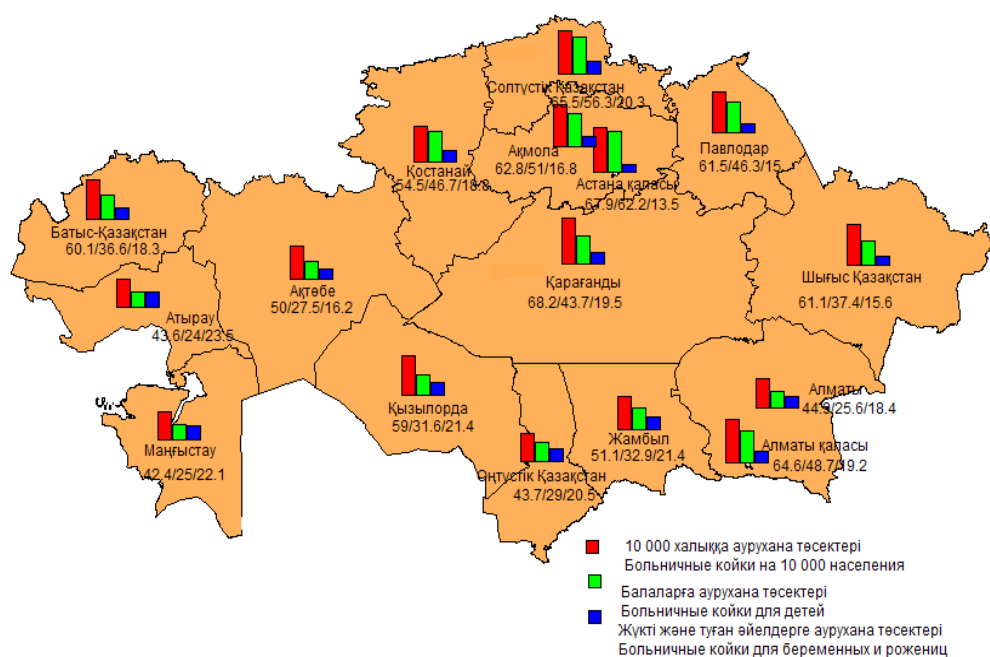 Солтүстік Қазақстан
65.5/56.3/20.3
Павлодар
61.5/46.3/15
Ақмола
62.8/51/16.8
Қостанай
54.5/46.7/18.8
Астана қаласы
67.9/62.2/13.5
Батыс-Қазақстан
60.1/36.6/18.3
Ақтөбе
50/27.5/16.2
Қарағанды
68.2/43.7/19.5
Шығыс Қазақстан
61.1/37.4/15.6
Атырау
43.6/24/23.5
Қызылорда
59/31.6/21.4
Маңғыстау
42.4/25/22.1
Оңтүстік Қазақстан
43.7/29/20.5
Жамбыл
51.1/32.9/21.4
Алматы
44.9/25.6/18.4
Алматы қаласы
64.6/48.7/19.2
10 000 халыққа аурухана төсектері
Больничные койки на 10 000 населения
Балаларға аурухана төсектері
Больничные койки для детей
Жүкті және туған әйелдерге аурухана төсектері
Больничные койки для беременных и рожениц